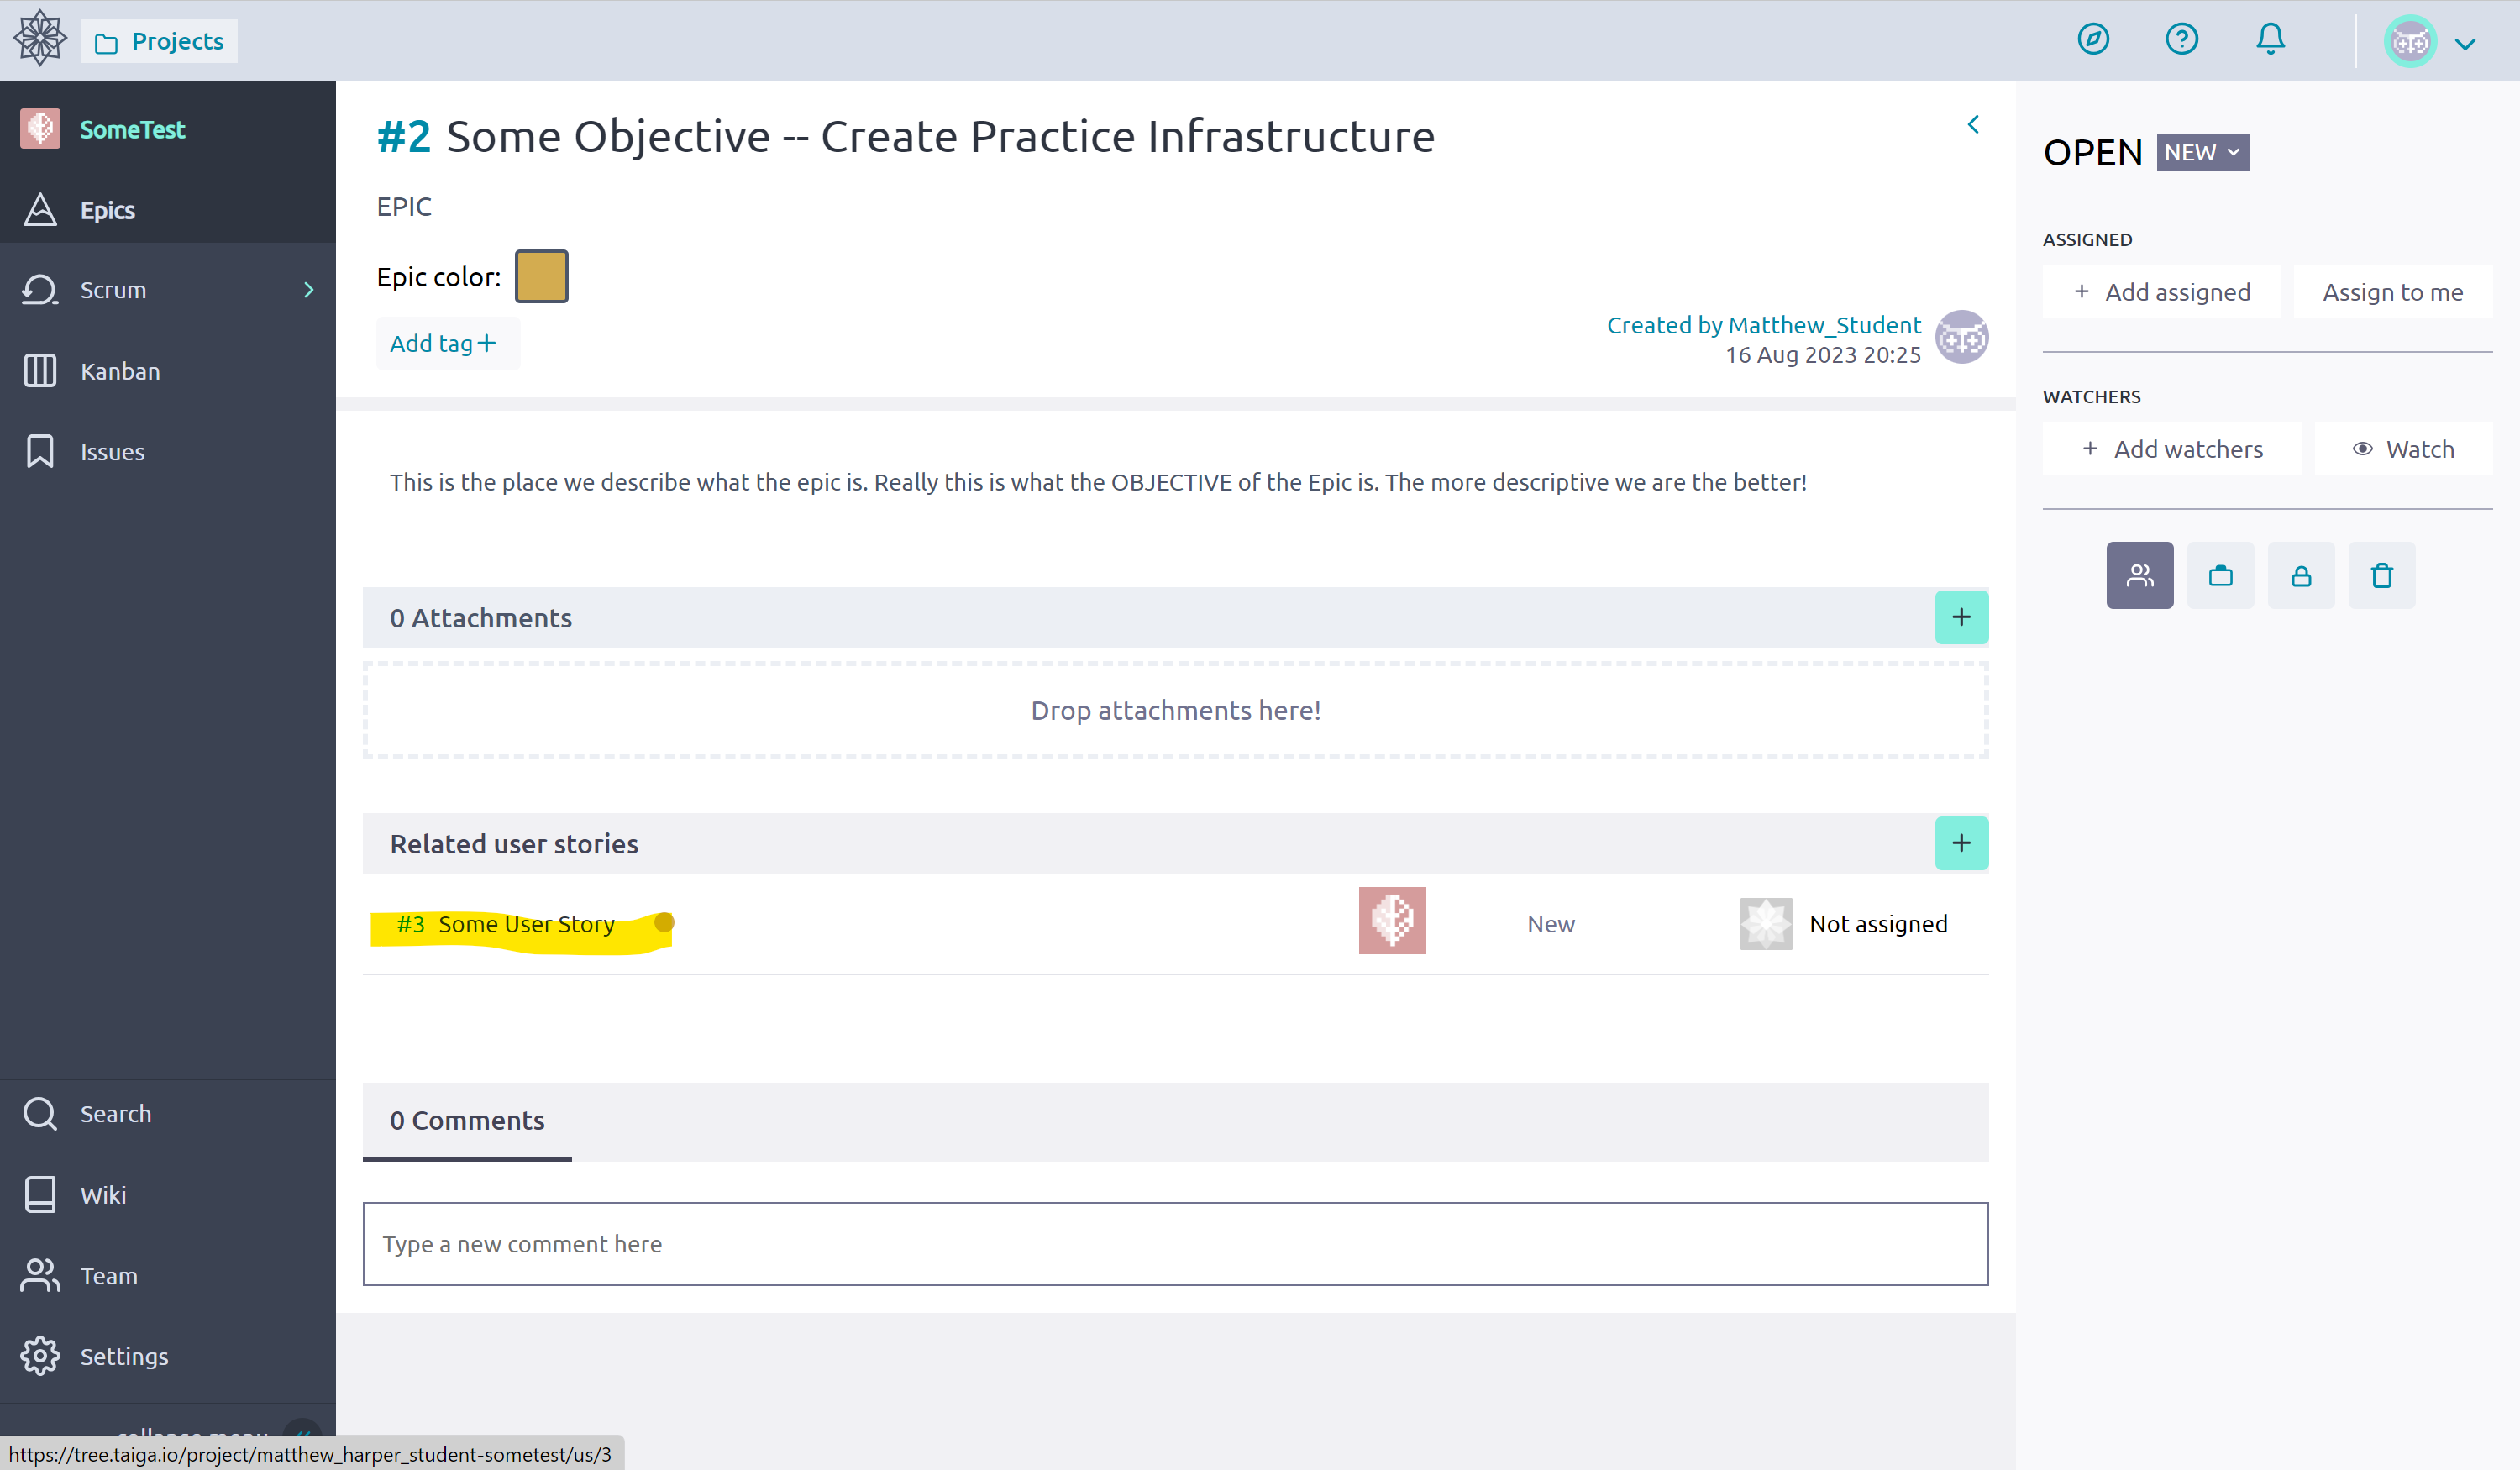 Projects
SomeTest
Epics
Scrum
Kanban
Issues
Search
Wiki
Team
Settings
collapse menu
https://tree.taiga.io/project/matthew_harper_student-sometest/us/3
#2 Some Objective -- Create Practice Infrastructure
EPIC
Epic color:
Add tag+
Created by Matthew_Student
16 Aug 2023 20:25
This is the place we describe what the epic is. Really this is what the OBJECTIVE of the Epic is. The more descriptive we are the better!
0 Attachments
Drop attachments here!
Related user stories
#3 Some User Story New Not assigned
0 Comments
Type a new comment here
OPEN NEW
ASSIGNED
+ Add assigned Assign to me
WATCHERS
+ Add watchers Watch